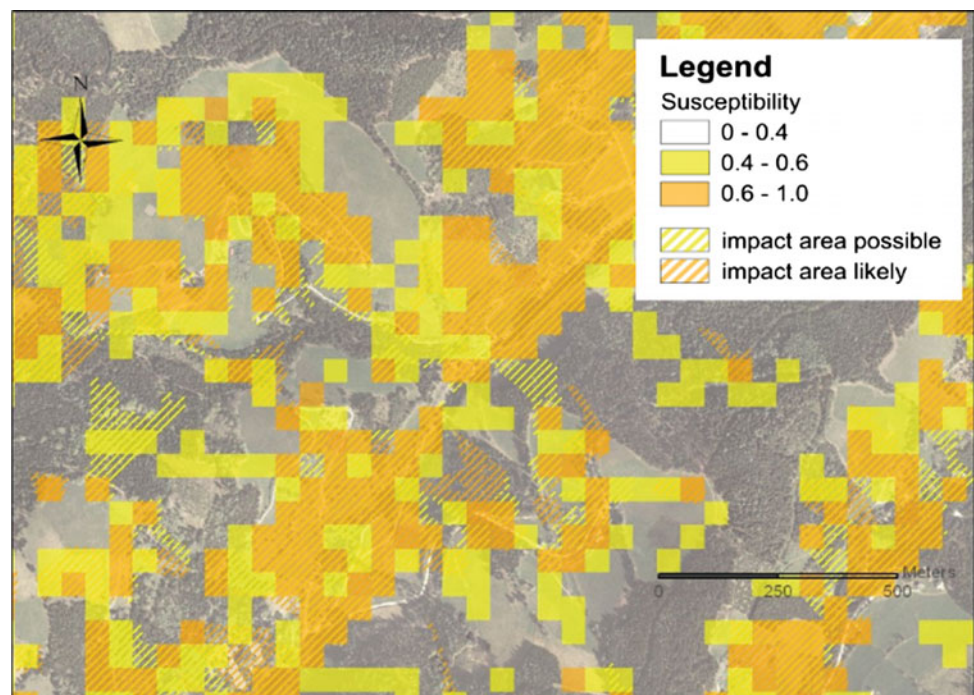 N
Legend
Susceptibility
0 - 0.4
0.4 - 0.6
0.6 - 1.0
impact area possible
impact area likely
Meters
0 250 500